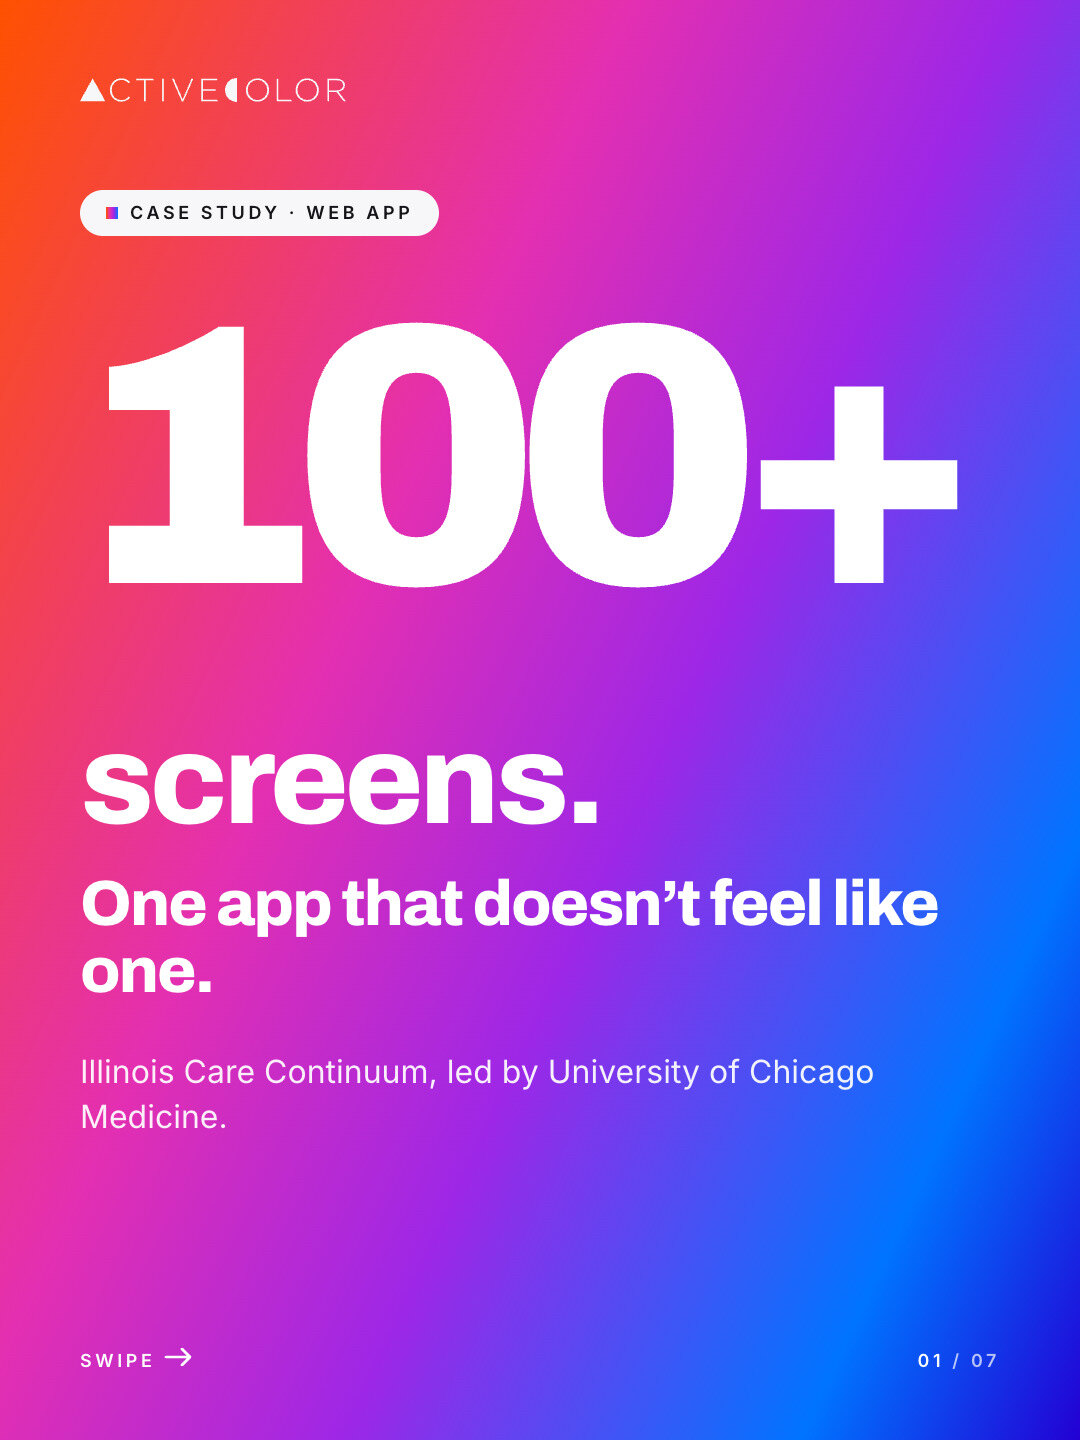 ACTIVECOLOR
CASE STUDY · WEB APP
100+
screens.
One app that doesn’t feel like
one.
Illinois Care Continuum, led by University of Chicago
Medicine.
SWIPE →
01 / 07